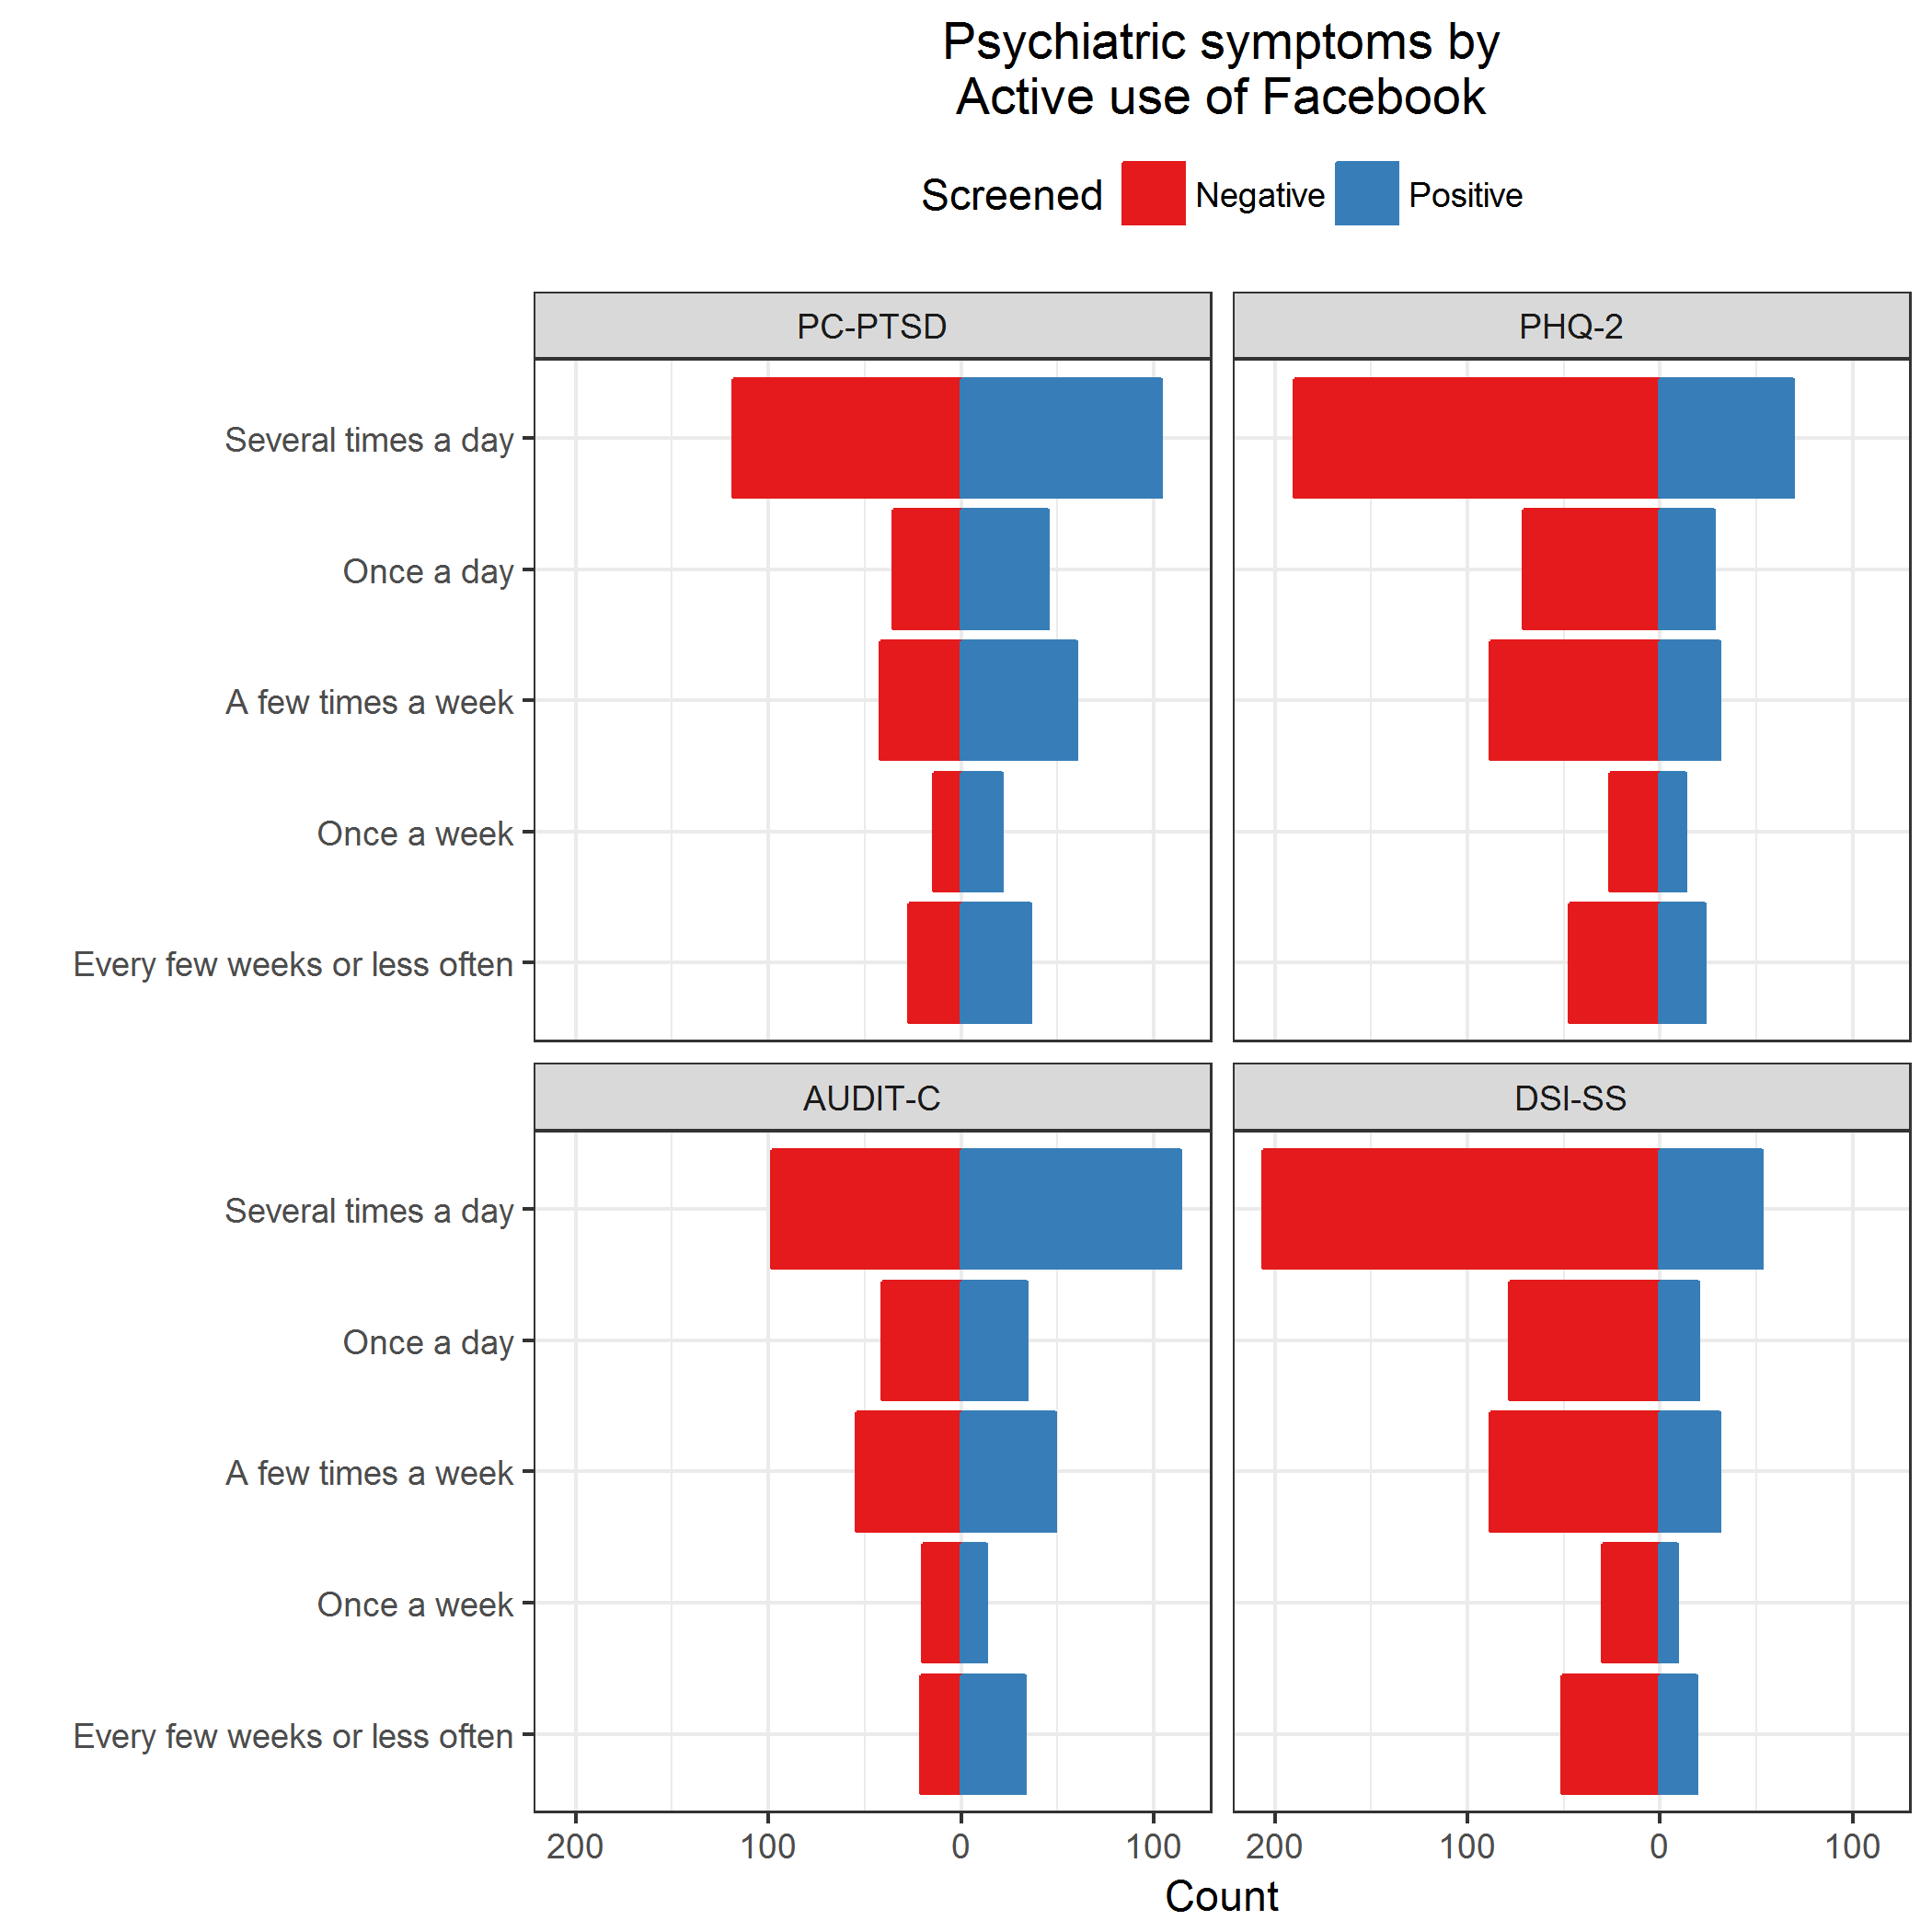 Psychiatric symptoms by
Active use of Facebook
Screened Negative Positive
PC-PTSD PHQ-2
Several times a day
Once a day
A few times a week
Once a week
Every few weeks or less often
AUDIT-C DSI-SS
Several times a day
Once a day
A few times a week
Once a week
Every few weeks or less often
200 100 0 100 200 100 0 100
Count